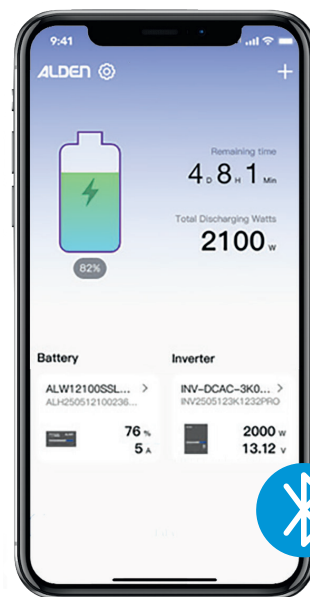 9:41
ALDEN
Remaining time
4 D 8 H 1 Min
Total Discharging Watts
2100 w
82%
Battery
Inverter
ALW12100SSL... >
ALH250512100236...
76 %
5 A
INV-DCAC-3K0... >
INV2505123K1232PRO
2000 w
13.12 v